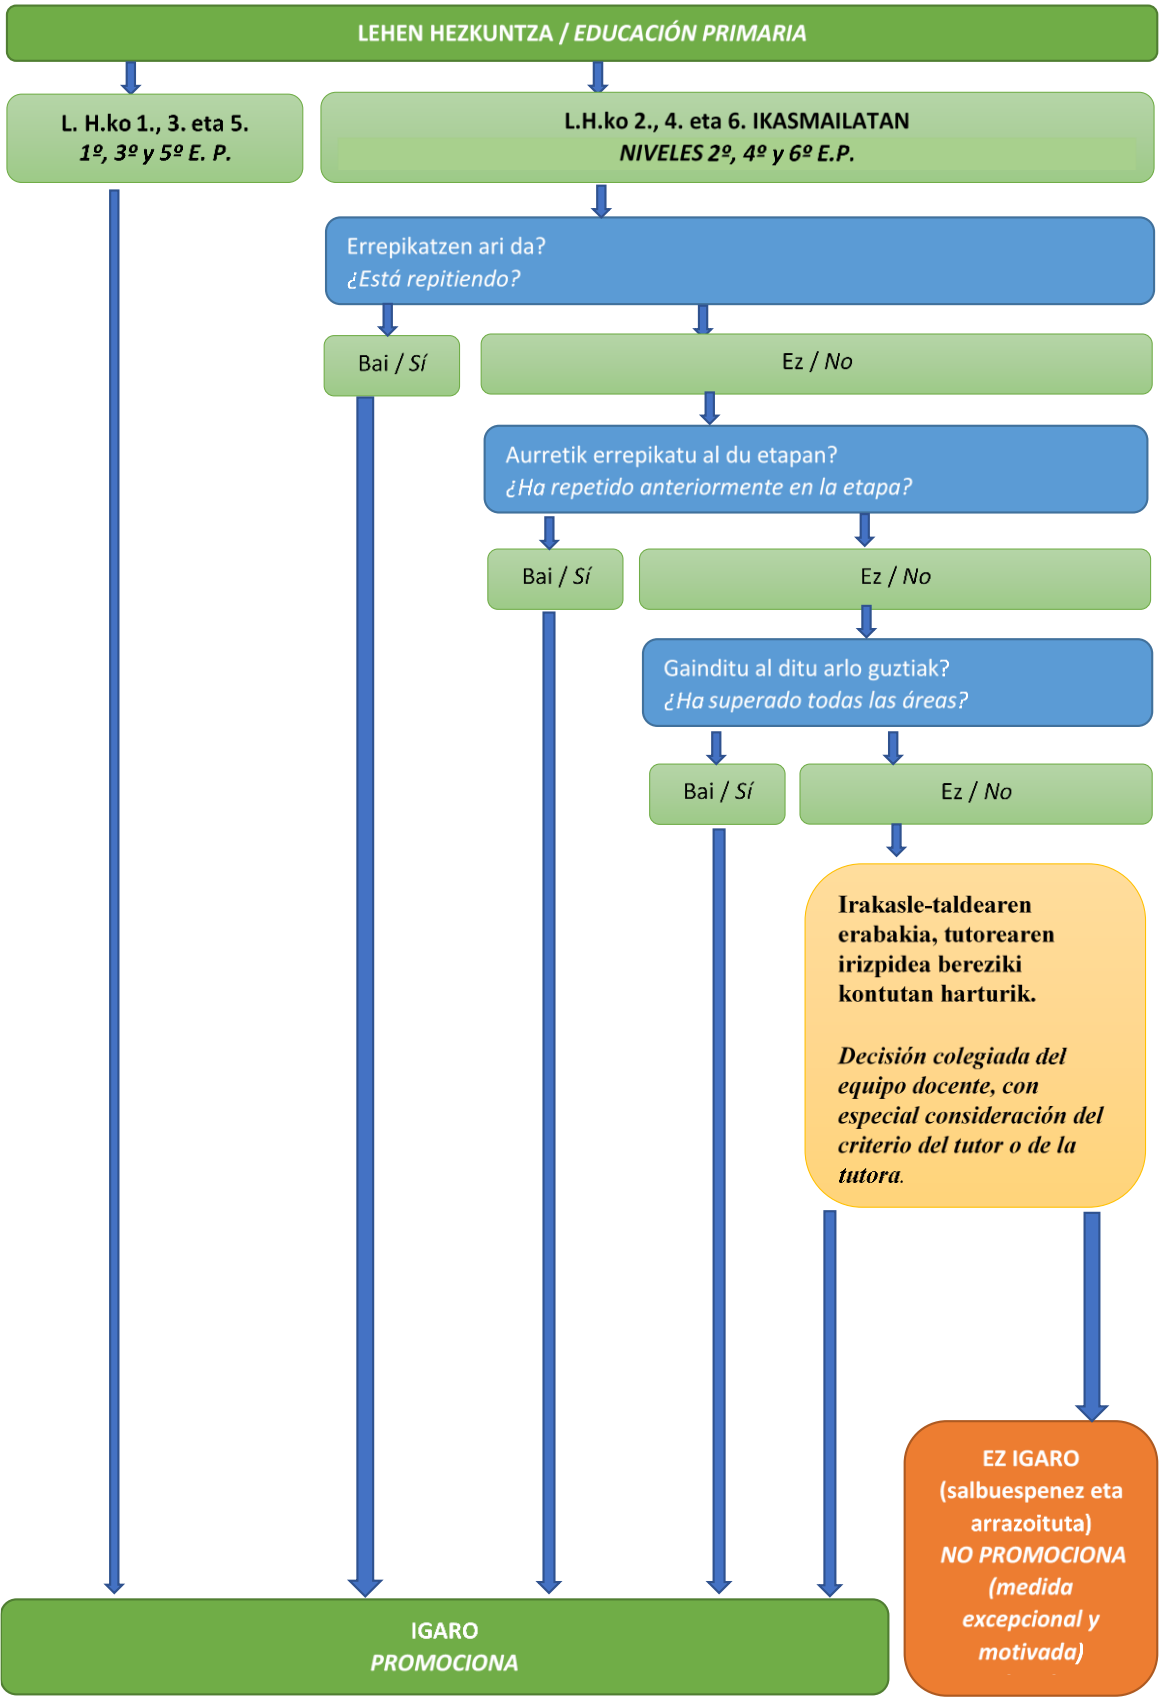 LEHEN HEZKUNTZA / EDUCACIÓN PRIMARIA
L. H.ko 1., 3. eta 5.
1º, 3º y 5º E. P.
L.H.ko 2., 4. eta 6. IKASMAILATAN
NIVELES 2º, 4º y 6º E.P.
Errepikatzen ari da?
¿Está repitiendo?
Bai / Sí
Ez / No
Aurretik errepikatu al du etapan?
¿Ha repetido anteriormente en la etapa?
Bai / Sí
Ez / No
Gainditu al ditu arlo guztiak?
¿Ha superado todas las áreas?
Bai / Sí
Ez / No
Irakasle-taldearen
erabakia, tutorearen
irizpidea bereziki
kontutan harturik.
Decisión colegiada del
equipo docente, con
especial consideración del
criterio del tutor o de la
tutora.
EZ IGARO
(salbuespenez eta
arrazoituta)
NO PROMOCIONA
(medida
excepcional y
motivada)
IGARO
PROMOCIONA